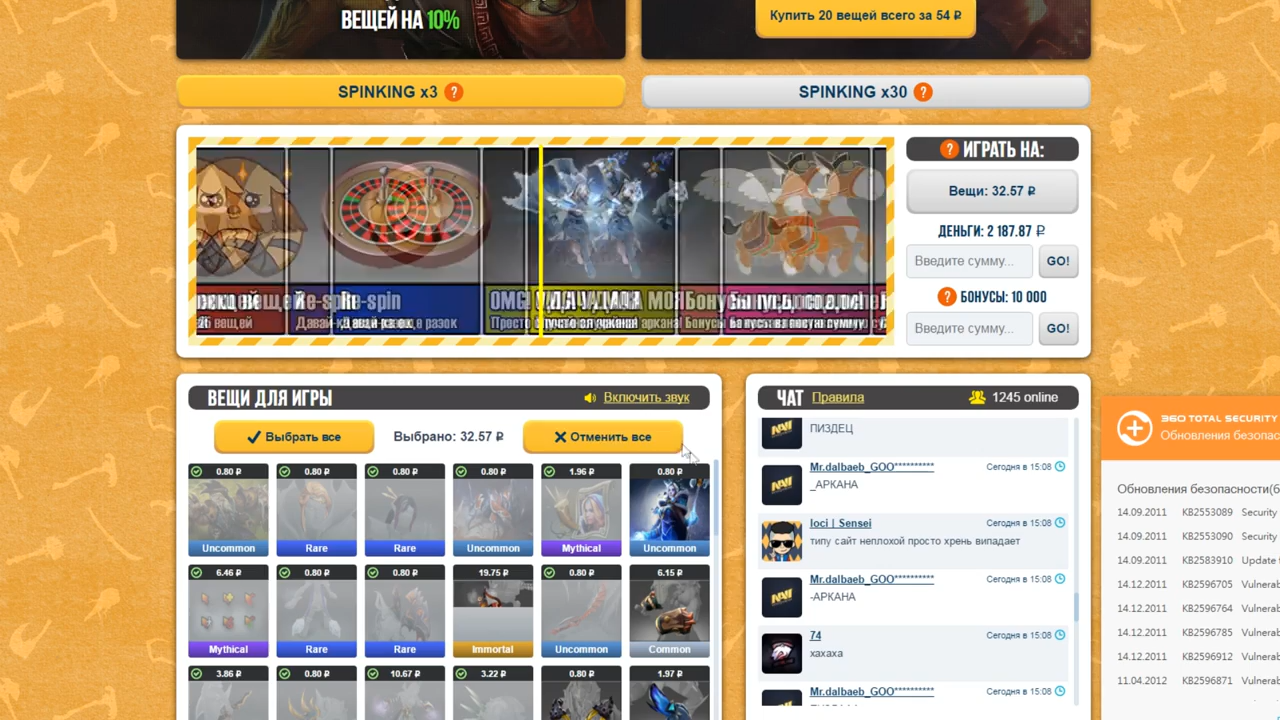 ВЕЩЕЙ НА 10%
Купить 20 вещей всего за 54 ₽
SPINKING x3 ?
SPINKING x30 ?
? ИГРАТЬ НА:
Вещи: 32.57 ₽
ДЕНЬГИ: 2 187.87 ₽
Введите сумму... GO!
? БОНУСЫ: 10 000
Введите сумму... GO!
Re-spin
ВЕЩИ ДЛЯ ИГРЫ
Включить звук
Выбрать все
Выбрано: 32.57 ₽
Отменить все
0.80 ₽ 0.80 ₽ 0.80 ₽ 0.80 ₽ 1.96 ₽ 0.80 ₽
Uncommon Rare Rare Uncommon Mythical Uncommon
6.46 ₽ 0.80 ₽ 0.80 ₽ 19.75 ₽ 0.80 ₽ 6.15 ₽
Mythical Rare Rare Immortal Uncommon Common
3.86 ₽ 0.80 ₽ 10.67 ₽ 3.22 ₽ 0.80 ₽ 1.97 ₽
ЧАТ Правила 1245 online
ПИЗДЕЦ
Mr.dalbaeb_GOO********** Сегодня в 15:08
_АРКАНА
loci | Sensei Сегодня в 15:08
типу сайт неплохой просто хрень випадает
Mr.dalbaeb_GOO********** Сегодня в 15:08
-АРКАНА
74 Сегодня в 15:08
хахаха
Mr.dalbaeb_GOO********** Сегодня в 15:08
360 TOTAL SECURITY
Обновления безопас
Обновления безопасности(6
14.09.2011 KB2553089 Security
14.09.2011 KB2553090 Security
14.09.2011 KB2583910 Update
14.12.2011 KB2596705 Vulnerab
14.12.2011 KB2596764 Vulnerab
14.12.2011 KB2596785 Vulnerab
14.12.2011 KB2596912 Vulnerab
11.04.2012 KB2596871 Vulnerab